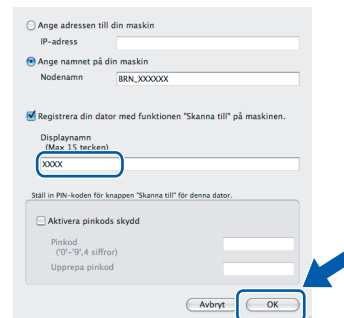 Ange adressen till din maskin
IP-adress
Ange namnet på din maskin
Nodenamn BRN_XXXXXX
Registrera din dator med funktionen "Skanna till" på maskinen.
Displaynamn
(Max 15 tecken)
XXXX
Ställ in PIN-koden för knappen "Skanna till" för denna dator.
Aktivera pinkods skydd
Pinkod
('0'-'9',4 siffror)
Upprepa pinkod
Avbryt OK